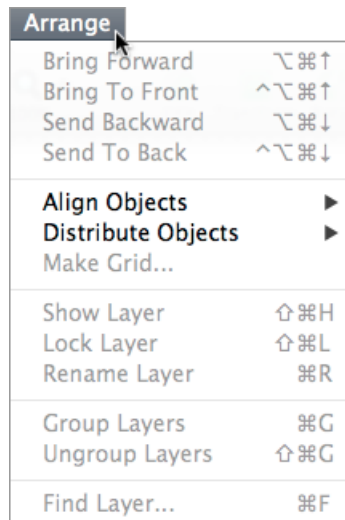 Arrange
Bring Forward ⌥⌘↑
Bring To Front ^⌥⌘↑
Send Backward ⌥⌘↓
Send To Back ^⌥⌘↓
Align Objects ▶
Distribute Objects ▶
Make Grid...
Show Layer ⇧⌘H
Lock Layer ⇧⌘L
Rename Layer ⌘R
Group Layers ⌘G
Ungroup Layers ⇧⌘G
Find Layer... ⌘F